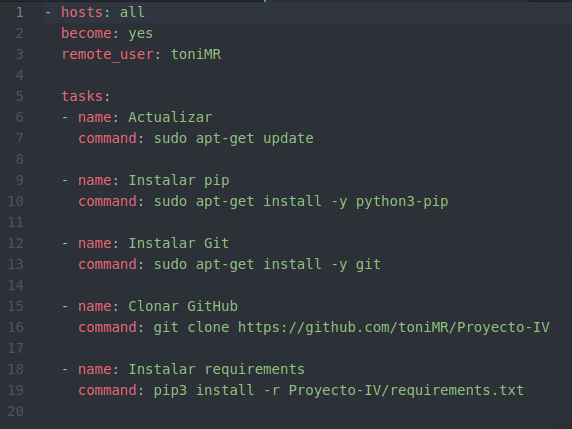 1 - hosts: all
2 become: yes
3 remote_user: toniMR
4
5 tasks:
6 - name: Actualizar
7 command: sudo apt-get update
8
9 - name: Instalar pip
10 command: sudo apt-get install -y python3-pip
11
12 - name: Instalar Git
13 command: sudo apt-get install -y git
14
15 - name: Clonar GitHub
16 command: git clone https://github.com/toniMR/Proyecto-IV
17
18 - name: Instalar requirements
19 command: pip3 install -r Proyecto-IV/requirements.txt
20